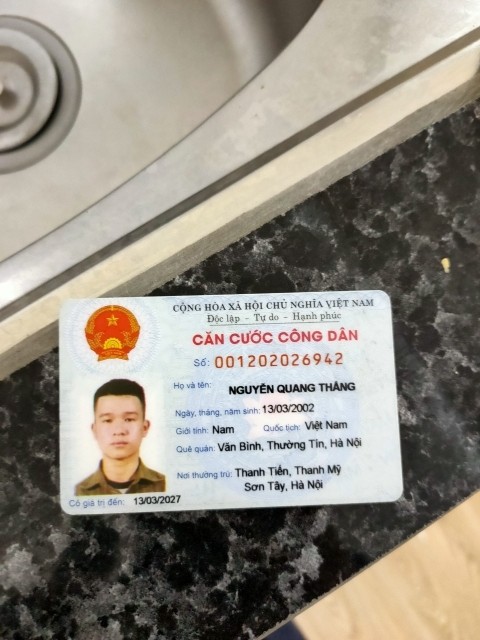 CỘNG HÒA XÃ HỘI CHỦ NGHĨA VIỆT NAM
Độc lập - Tự do - Hạnh phúc
CĂN CƯỚC CÔNG DÂN
Số: 001202026942
Họ và tên: NGUYỄN QUANG THẮNG
Ngày, tháng, năm sinh: 13/03/2002
Giới tính: Nam Quốc tịch: Việt Nam
Quê quán: Văn Bình, Thường Tín, Hà Nội
Nơi thường trú: Thanh Tiến, Thanh Mỹ
Sơn Tây, Hà Nội
Có giá trị đến: 13/03/2027